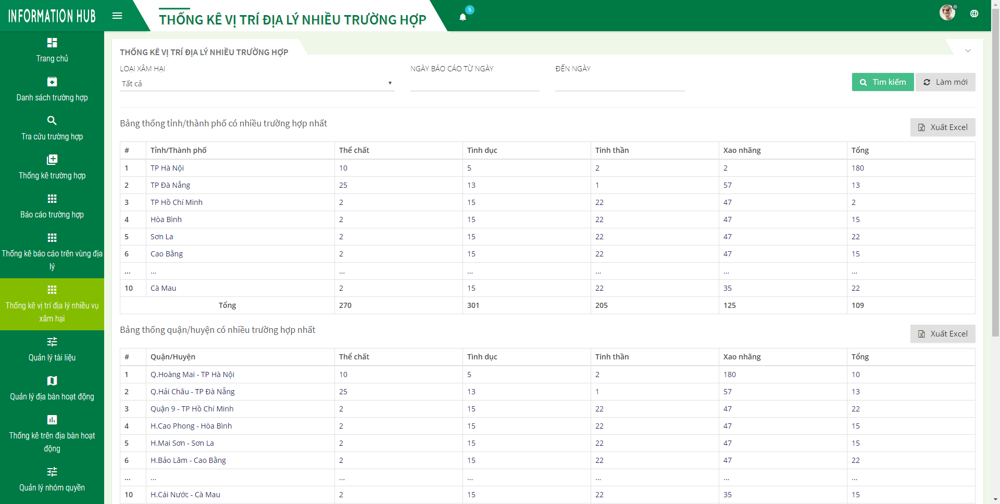 INFORMATION HUB
THỐNG KÊ VỊ TRÍ ĐỊA LÝ NHIỀU TRƯỜNG HỢP
5
Trang chủ
Danh sách trường hợp
Tra cứu trường hợp
Thống kê trường hợp
Báo cáo trường hợp
Thống kê báo cáo trên vùng địa
lý
Thống kê vị trí địa lý nhiều vụ
xâm hại
Quản lý tài liệu
Quản lý địa bàn hoạt động
Thống kê trên địa bàn hoạt
động
Quản lý nhóm quyền
THỐNG KÊ VỊ TRÍ ĐỊA LÝ NHIỀU TRƯỜNG HỢP
LOẠI XÂM HẠI NGÀY BÁO CÁO TỪ NGÀY ĐẾN NGÀY
Tất cả Tìm kiếm Làm mới
Bảng thống tỉnh/thành phố có nhiều trường hợp nhất
Xuất Excel
# Tỉnh/Thành phố Thể chất Tình dục Tinh thần Xao nhãng Tổng
1 TP Hà Nội 10 5 2 2 180
2 TP Đà Nẵng 25 13 1 57 13
3 TP Hồ Chí Minh 2 15 22 47 2
4 Hòa Bình 2 15 22 47 15
5 Sơn La 2 15 22 47 22
6 Cao Bằng 2 15 22 47 15
... ... ... ... ... ... ...
10 Cà Mau 2 15 22 35 22
Tổng 270 301 205 125 109
Bảng thống quận/huyện có nhiều trường hợp nhất
Xuất Excel
# Quận/Huyện Thể chất Tình dục Tinh thần Xao nhãng Tổng
1 Q.Hoàng Mai - TP Hà Nội 10 5 2 180 10
2 Q.Hải Châu - TP Đà Nẵng 25 13 1 57 13
3 Quận 9 - TP Hồ Chí Minh 2 15 22 47 22
4 H.Cao Phong - Hòa Bình 2 15 22 47 15
5 H.Mai Sơn - Sơn La 2 15 22 47 15
6 H.Bảo Lâm - Cao Bằng 2 15 22 47 22
... ... ... ... ... ... ...
10 H.Cái Nước - Cà Mau 2 15 22 35 15